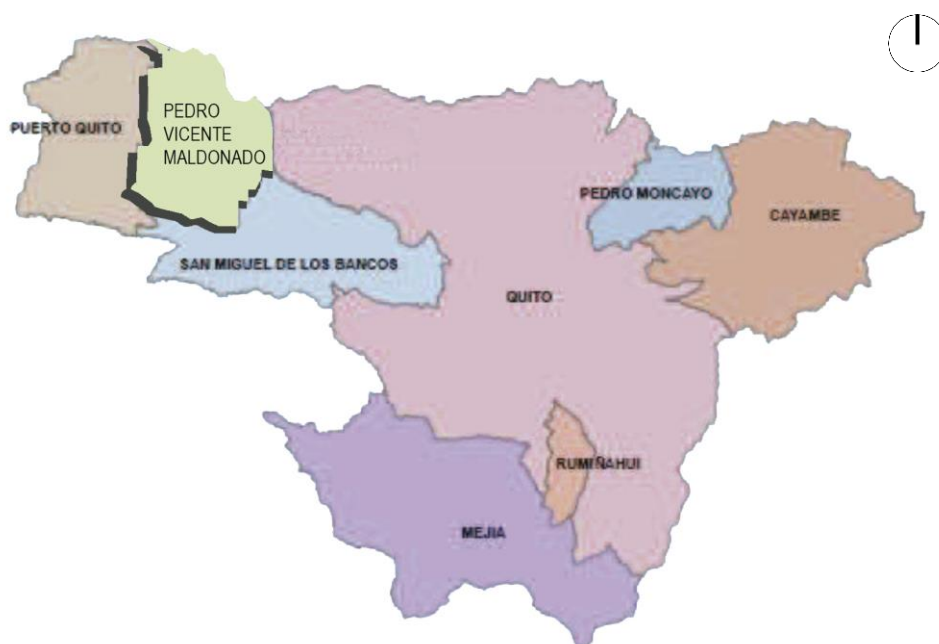 PEDRO
VICENTE
MALDONADO
PUERTO QUITO
PEDRO MONCAYO
CAYAMBE
SAN MIGUEL DE LOS BANCOS
QUITO
RUMIÑAHUI
MEJIA